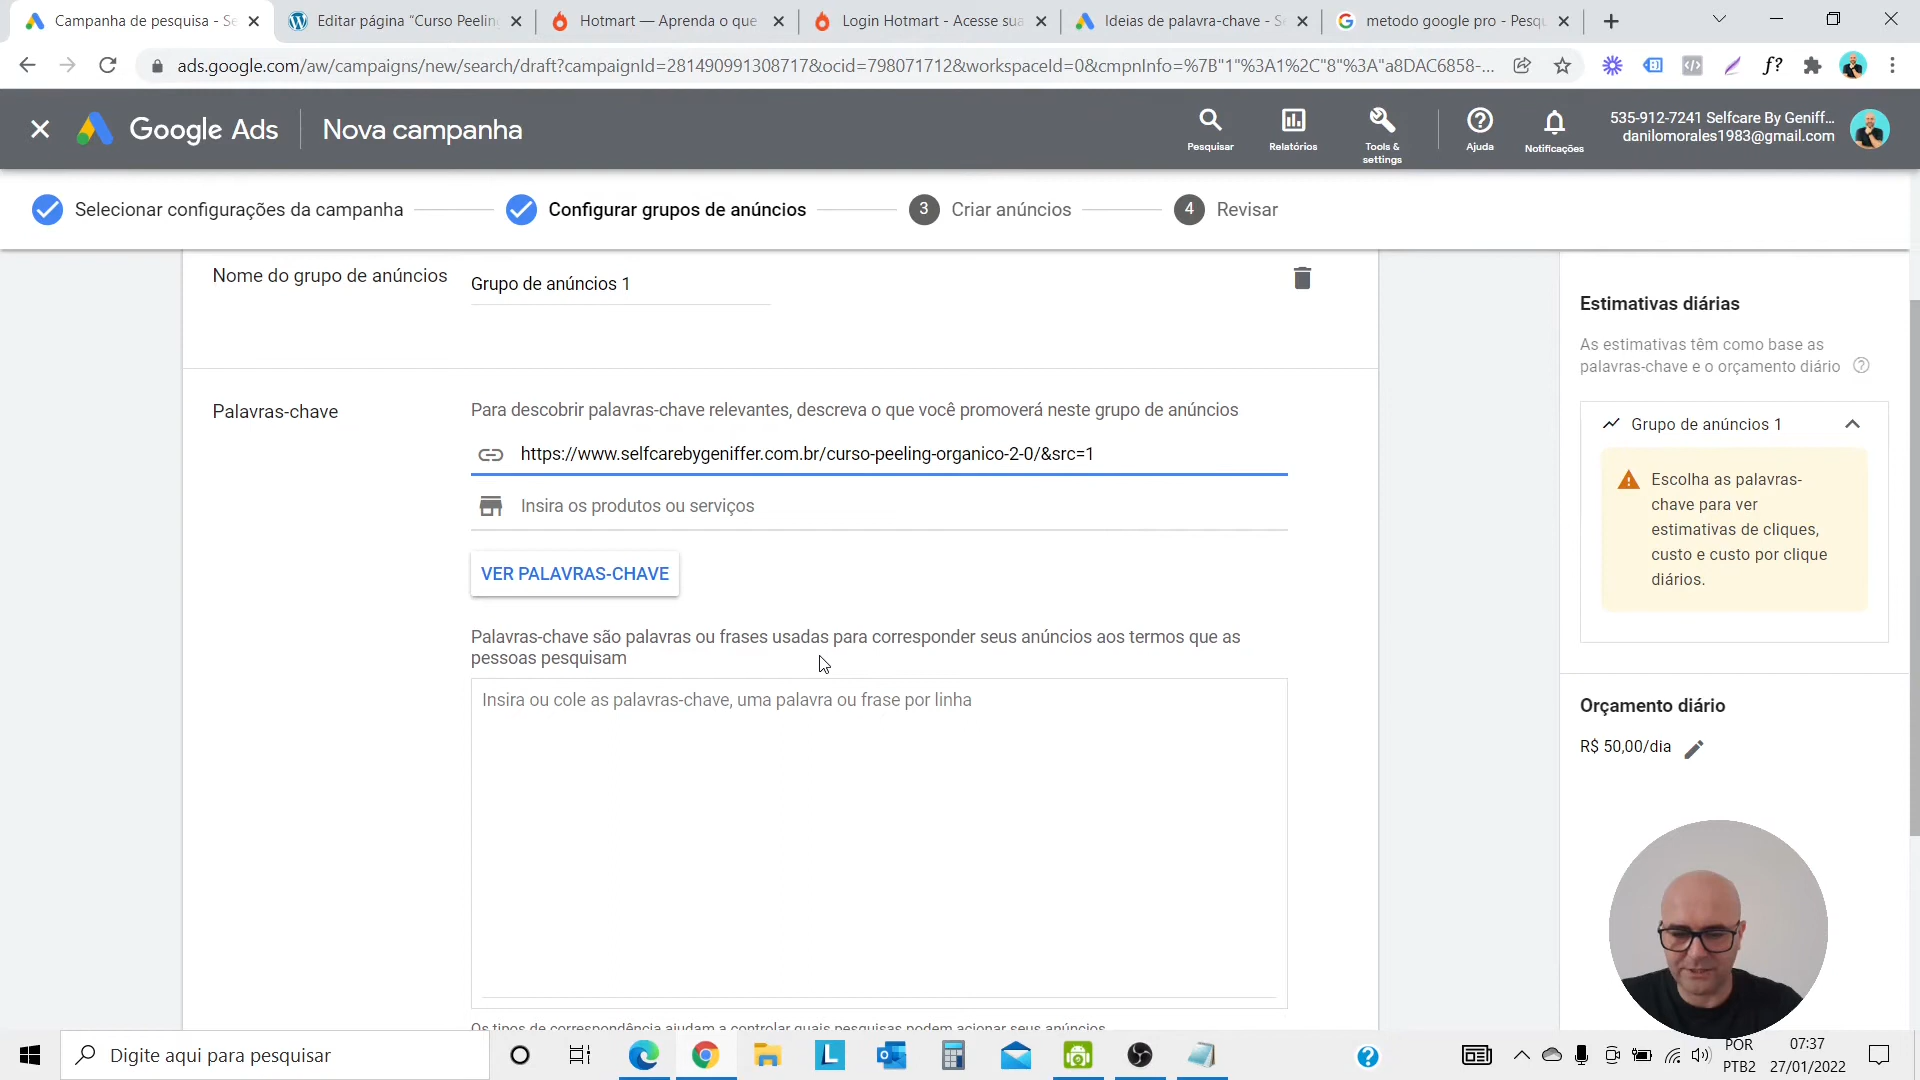 Campanha de pesquisa - Se
Editar página "Curso Peelin
Hotmart — Aprenda o que
Login Hotmart - Acesse sua
Ideias de palavra-chave - S
metodo google pro - Pesqu
ads.google.com/aw/campaigns/new/search/draft?campaignId=281490991308717&ocid=798071712&workspaceId=0&cmpnInfo=%7B"1"%3A1%2C"8"%3A"a8DAC6858-...
f?
Google Ads
Nova campanha
Pesquisar
Relatórios
Tools &
settings
Ajuda
Notificações
535-912-7241 Selfcare By Geniff...
danilomorales1983@gmail.com
Selecionar configurações da campanha
Configurar grupos de anúncios
3 Criar anúncios
4 Revisar
Nome do grupo de anúncios
Grupo de anúncios 1
Palavras-chave
Para descobrir palavras-chave relevantes, descreva o que você promoverá neste grupo de anúncios
https://www.selfcarebygeniffer.com.br/curso-peeling-organico-2-0/&src=1
Insira os produtos ou serviços
VER PALAVRAS-CHAVE
Palavras-chave são palavras ou frases usadas para corresponder seus anúncios aos termos que as
pessoas pesquisam
Insira ou cole as palavras-chave, uma palavra ou frase por linha
Os tipos de correspondência ajudam a controlar quais pesquisas podem acionar seus anúncios
Estimativas diárias
As estimativas têm como base as
palavras-chave e o orçamento diário
Grupo de anúncios 1
Escolha as palavras-
chave para ver
estimativas de cliques,
custo e custo por clique
diários.
Orçamento diário
R$ 50,00/dia
Digite aqui para pesquisar
L
POR
PTB2
07:37
27/01/2022